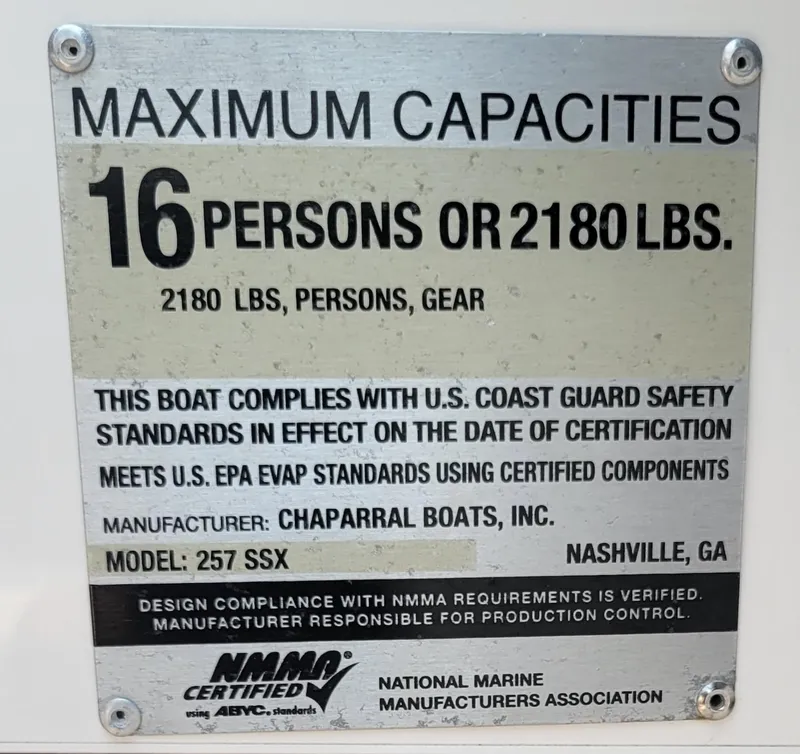 MAXIMUM CAPACITIES
16 PERSONS OR 2180 LBS.
2180 LBS, PERSONS, GEAR
THIS BOAT COMPLIES WITH U.S. COAST GUARD SAFETY
STANDARDS IN EFFECT ON THE DATE OF CERTIFICATION
MEETS U.S. EPA EVAP STANDARDS USING CERTIFIED COMPONENTS
MANUFACTURER: CHAPARRAL BOATS, INC.
MODEL: 257 SSX NASHVILLE, GA
DESIGN COMPLIANCE WITH NMMA REQUIREMENTS IS VERIFIED.
MANUFACTURER RESPONSIBLE FOR PRODUCTION CONTROL.
NMMA®
CERTIFIED
using ABYC® standards
NATIONAL MARINE
MANUFACTURERS ASSOCIATION